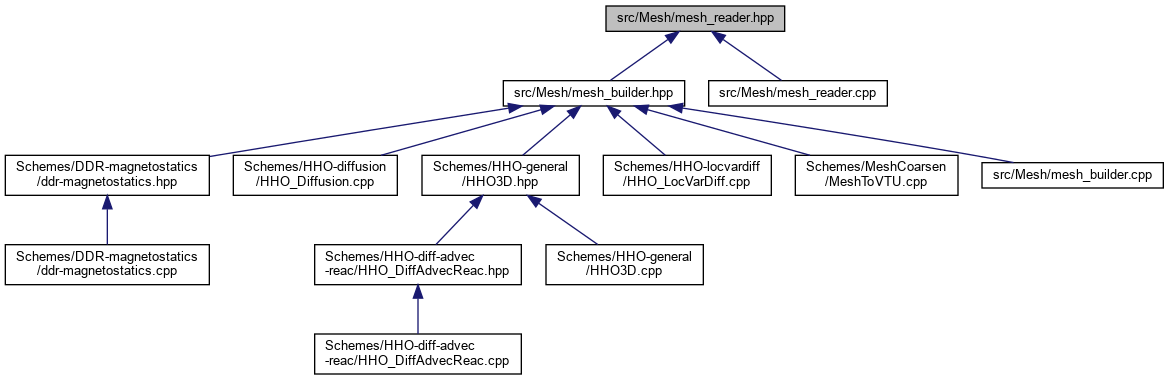 src/Mesh/mesh_reader.hpp
src/Mesh/mesh_builder.hpp
src/Mesh/mesh_reader.cpp
Schemes/DDR-magnetostatics
/ddr-magnetostatics.hpp
Schemes/HHO-diffusion
/HHO_Diffusion.cpp
Schemes/HHO-general
/HHO3D.hpp
Schemes/HHO-locvardiff
/HHO_LocVarDiff.cpp
Schemes/MeshCoarsen
/MeshToVTU.cpp
src/Mesh/mesh_builder.cpp
Schemes/DDR-magnetostatics
/ddr-magnetostatics.cpp
Schemes/HHO-diff-advec
-reac/HHO_DiffAdvecReac.hpp
Schemes/HHO-general
/HHO3D.cpp
Schemes/HHO-diff-advec
-reac/HHO_DiffAdvecReac.cpp